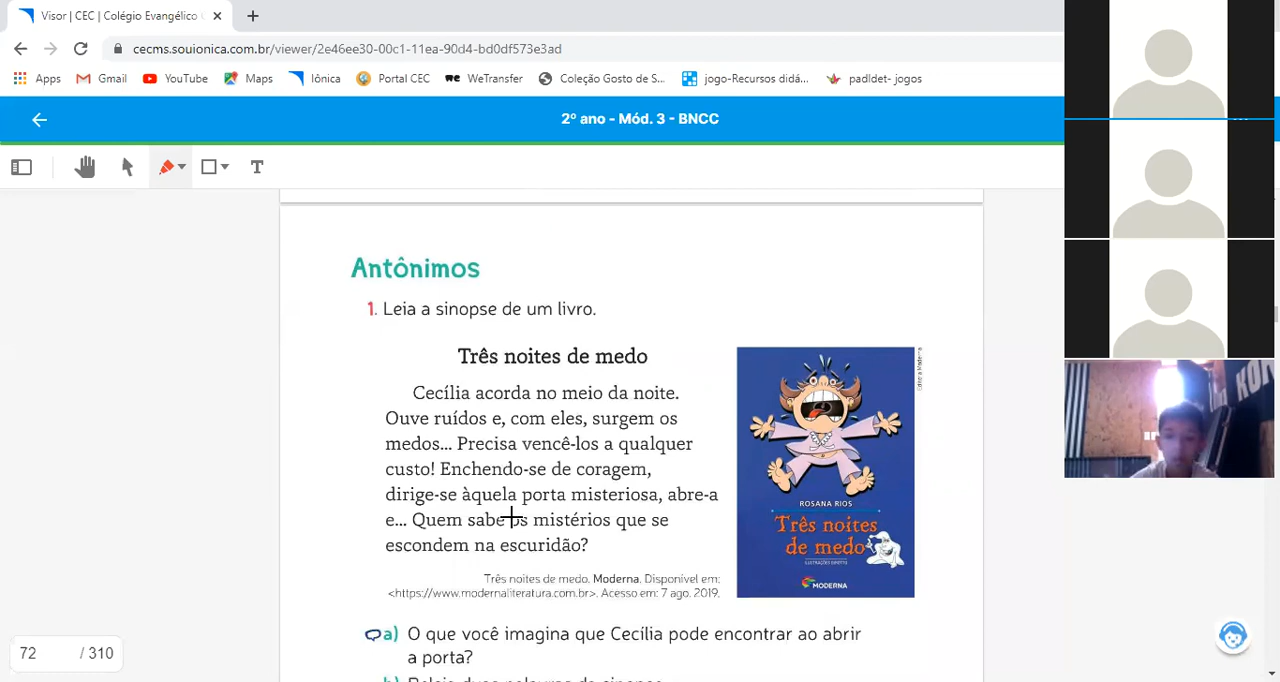 Visor | CEC | Colégio Evangélico
cecms.souionica.com.br/viewer/2e46ee30-00c1-11ea-90d4-bd0df573e3ad
Apps Gmail YouTube Maps Iônica Portal CEC WeTransfer Coleção Gosto de S... jogo-Recursos didá... padldet- jogos
2º ano - Mód. 3 - BNCC
T
Antônimos
1. Leia a sinopse de um livro.
Três noites de medo
Cecília acorda no meio da noite.
Ouve ruídos e, com eles, surgem os
medos... Precisa vencê-los a qualquer
custo! Enchendo-se de coragem,
dirige-se àquela porta misteriosa, abre-a
e... Quem sabe os mistérios que se
escondem na escuridão?
Três noites de medo. Moderna. Disponível em:
<https://www.modernaliteratura.com.br>. Acesso em: 7 ago. 2019.
Editora Moderna
ROSANA RIOS
Três noites
de medo
MODERNA
a) O que você imagina que Cecília pode encontrar ao abrir
a porta?
72 / 310